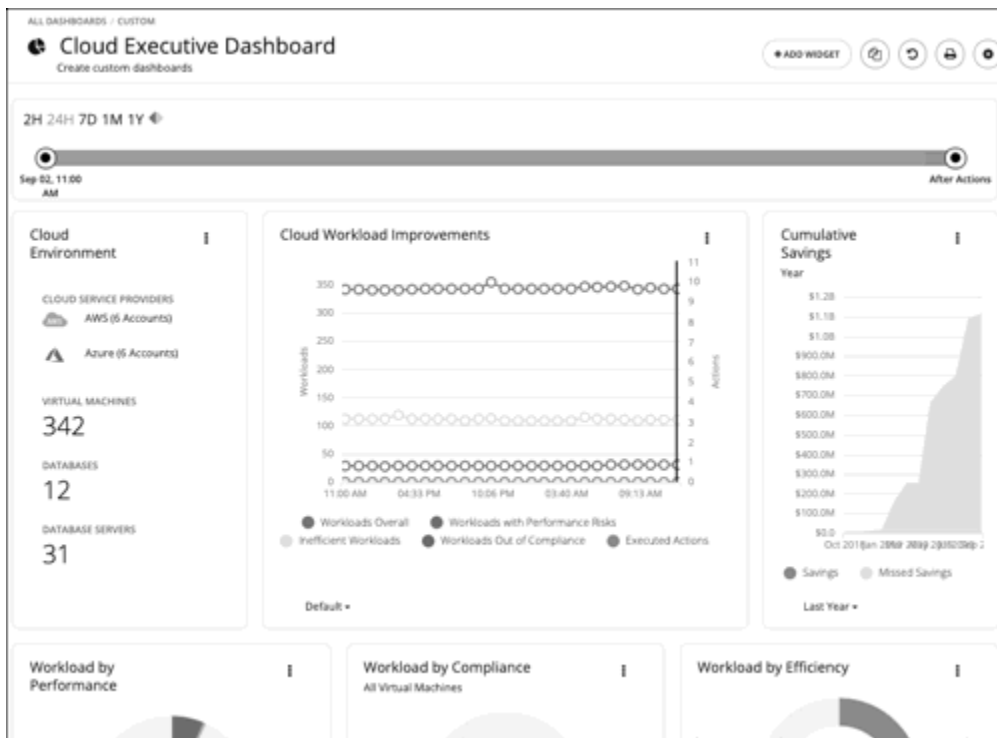 ALL DASHBOARDS / CUSTOM
Cloud Executive Dashboard
Create custom dashboards
+ ADD WIDGET
2H 24H 7D 1M 1Y
Sep 02, 11:00
AM
After Actions
Cloud
Environment
CLOUD SERVICE PROVIDERS
AWS (6 Accounts)
Azure (6 Accounts)
VIRTUAL MACHINES
342
DATABASES
12
DATABASE SERVERS
31
Cloud Workload Improvements
Workloads
350
300
250
200
150
100
50
0
11
10
9
8
7
6
5
4
3
2
1
0
Actions
11:00 AM 04:33 PM 10:06 PM 03:40 AM 09:13 AM
Workloads Overall Workloads with Performance Risks
Inefficient Workloads Workloads Out of Compliance Executed Actions
Default
Cumulative
Savings
Year
$1.2B
$1.1B
$1.0B
$900.0M
$800.0M
$700.0M
$600.0M
$500.0M
$400.0M
$300.0M
$200.0M
$100.0M
$0.0
Oct Jan
Savings Missed Savings
Last Year
Workload by
Performance
Workload by Compliance
All Virtual Machines
Workload by Efficiency